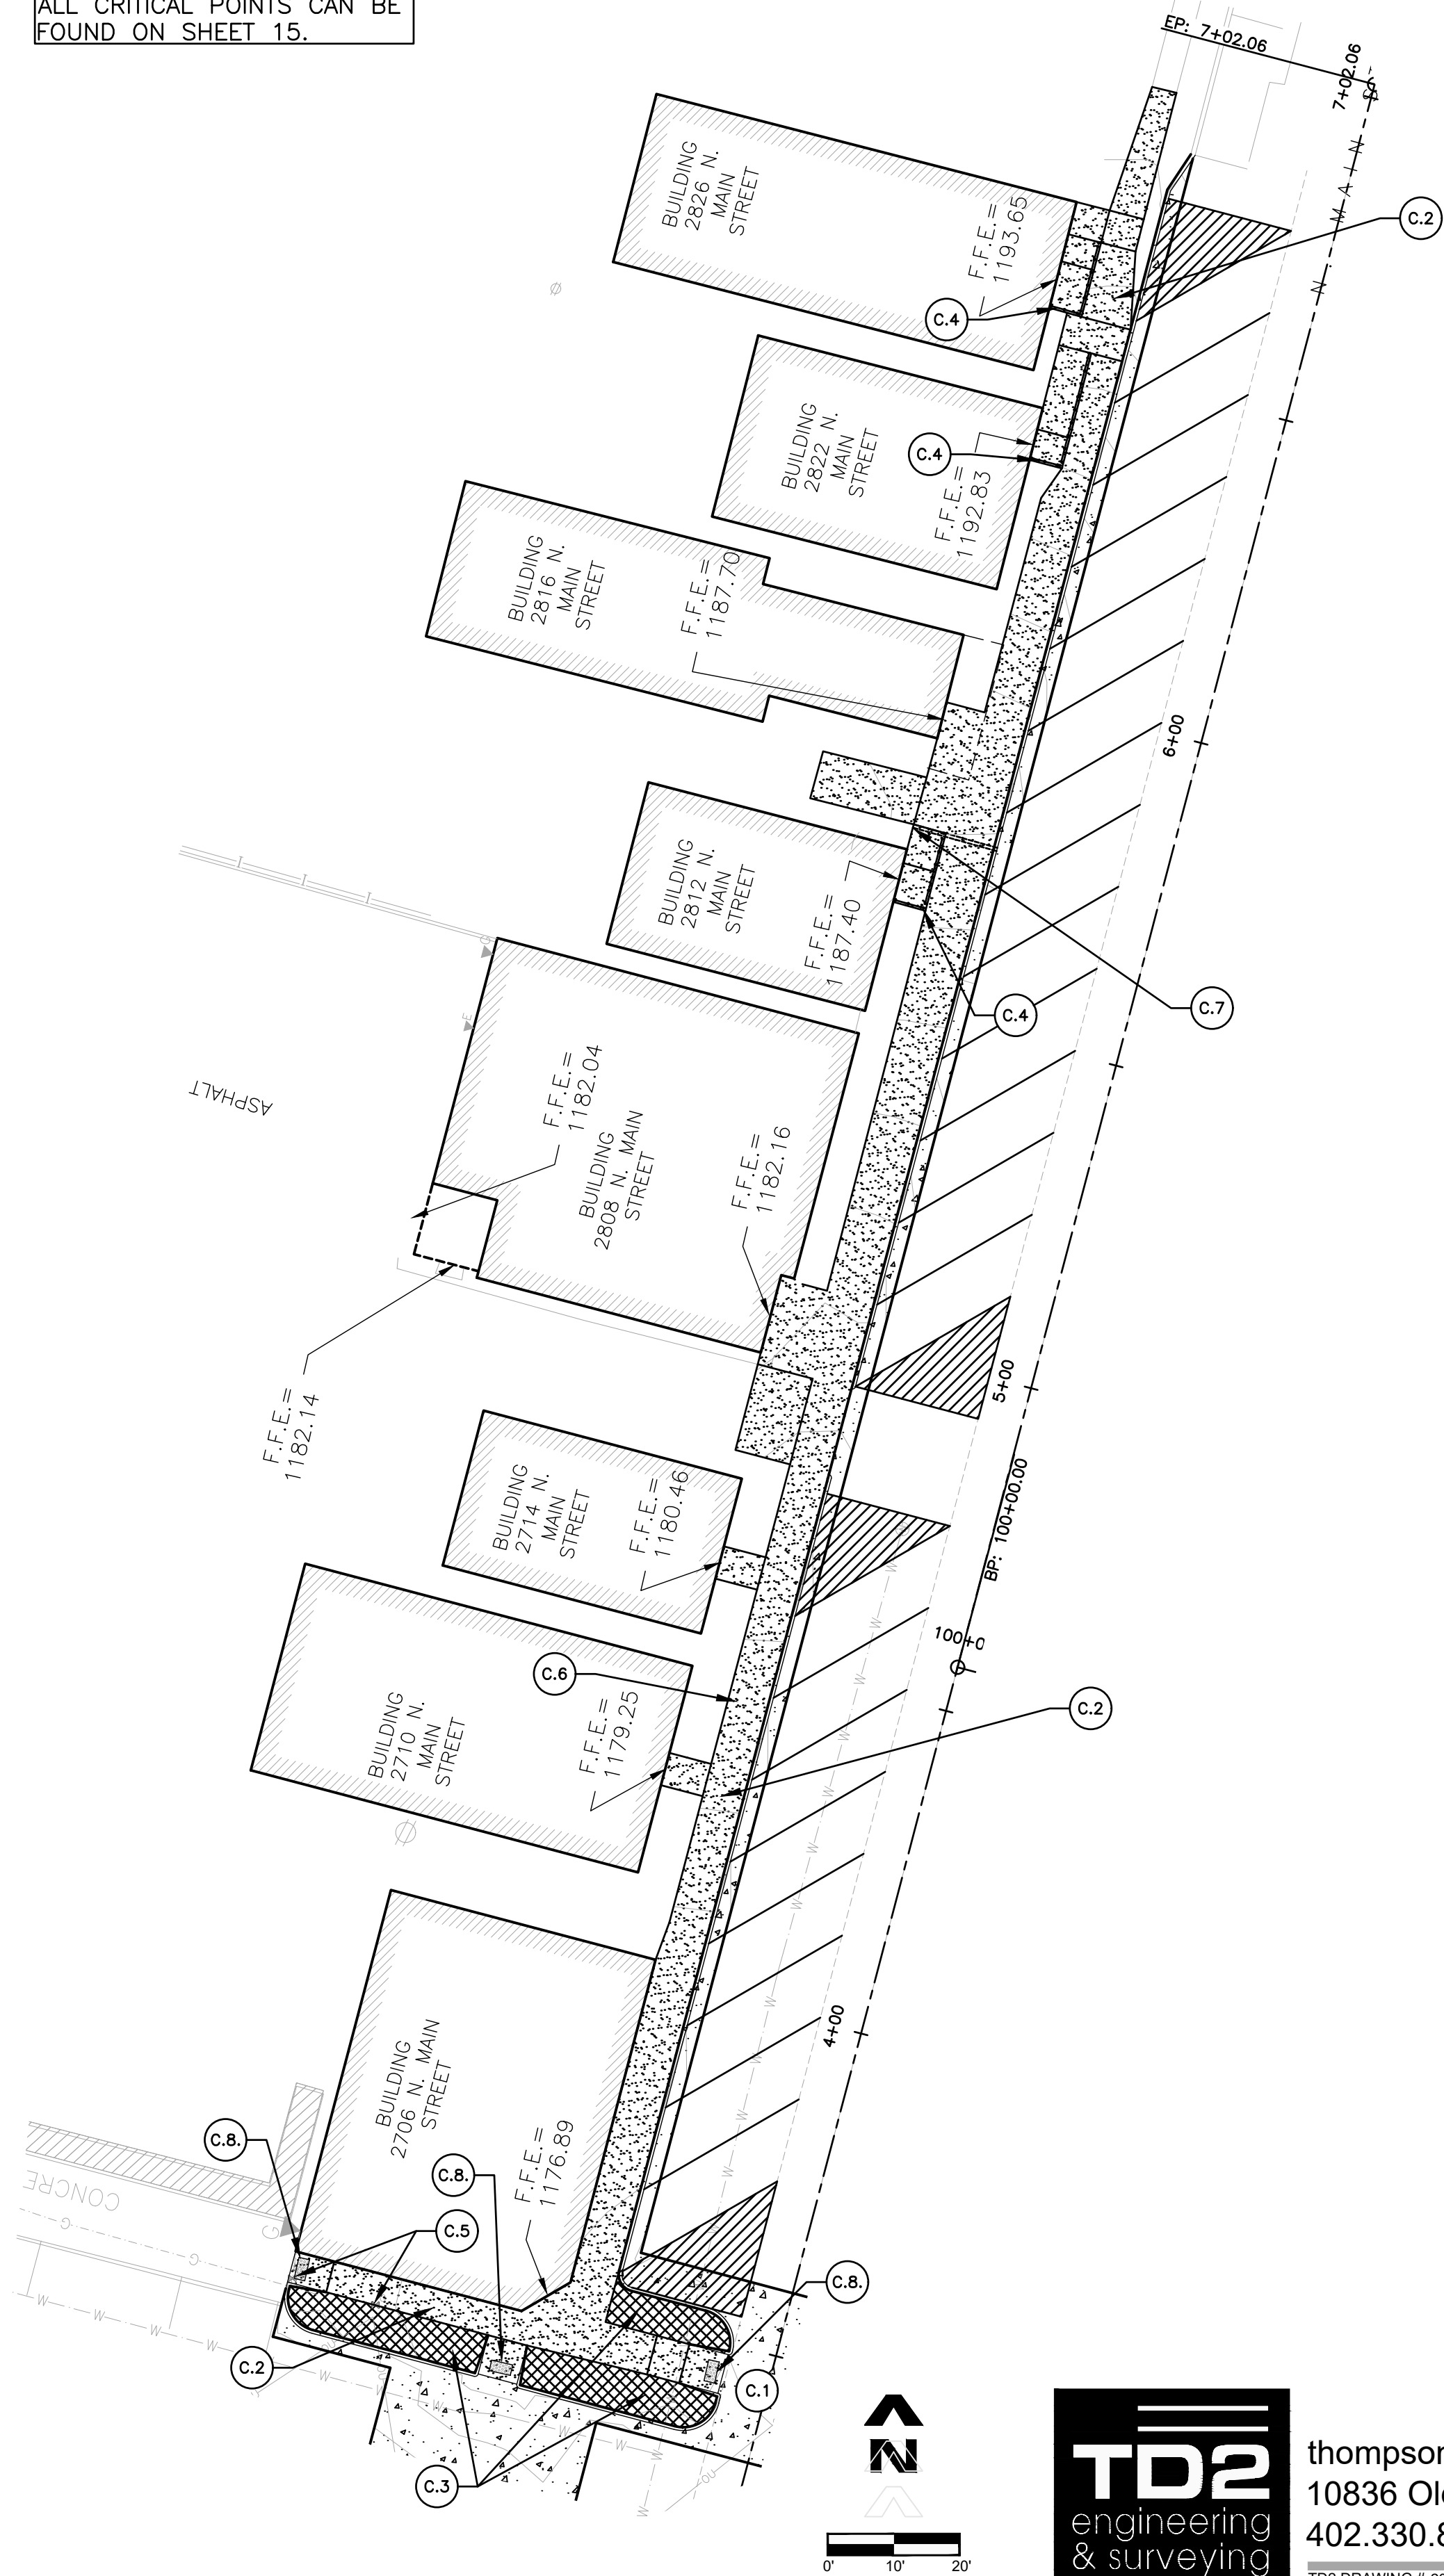 ALL CRITICAL POINTS CAN BE
FOUND ON SHEET 15.
EP: 7+02.06
7+02.06
N. MAIN
C.2
BUILDING
2826 N.
MAIN
STREET
F.F.E.=
1193.65
C.4
BUILDING
2822 N.
MAIN
STREET
C.4
F.F.E.=
1192.83
BUILDING
2816 N.
MAIN
STREET
F.F.E.=
1187.70
6+00
BUILDING
2812 N.
MAIN
STREET
F.F.E.=
1187.40
C.4
C.7
G
E
ASPHALT
F.F.E.=
1182.04
BUILDING
2808 N. MAIN
STREET
F.F.E.=
1182.16
F.F.E.=
1182.14
5+00
BUILDING
2714 N.
MAIN
STREET
F.F.E.=
1180.46
BP: 100+00.00
100+0
C.6
BUILDING
2710 N.
MAIN
STREET
F.F.E.=
1179.25
C.2
4+00
BUILDING
2706 N. MAIN
STREET
F.F.E.=
1176.89
C.8.
C.8.
CONCRE
G
G
G
C.5
C.8.
W
W
W
W
C.2
C.1
C.3
OU
N
0'
10'
20'
TD2
engineering
& surveying
thompson
10836 Ol
402.330.8